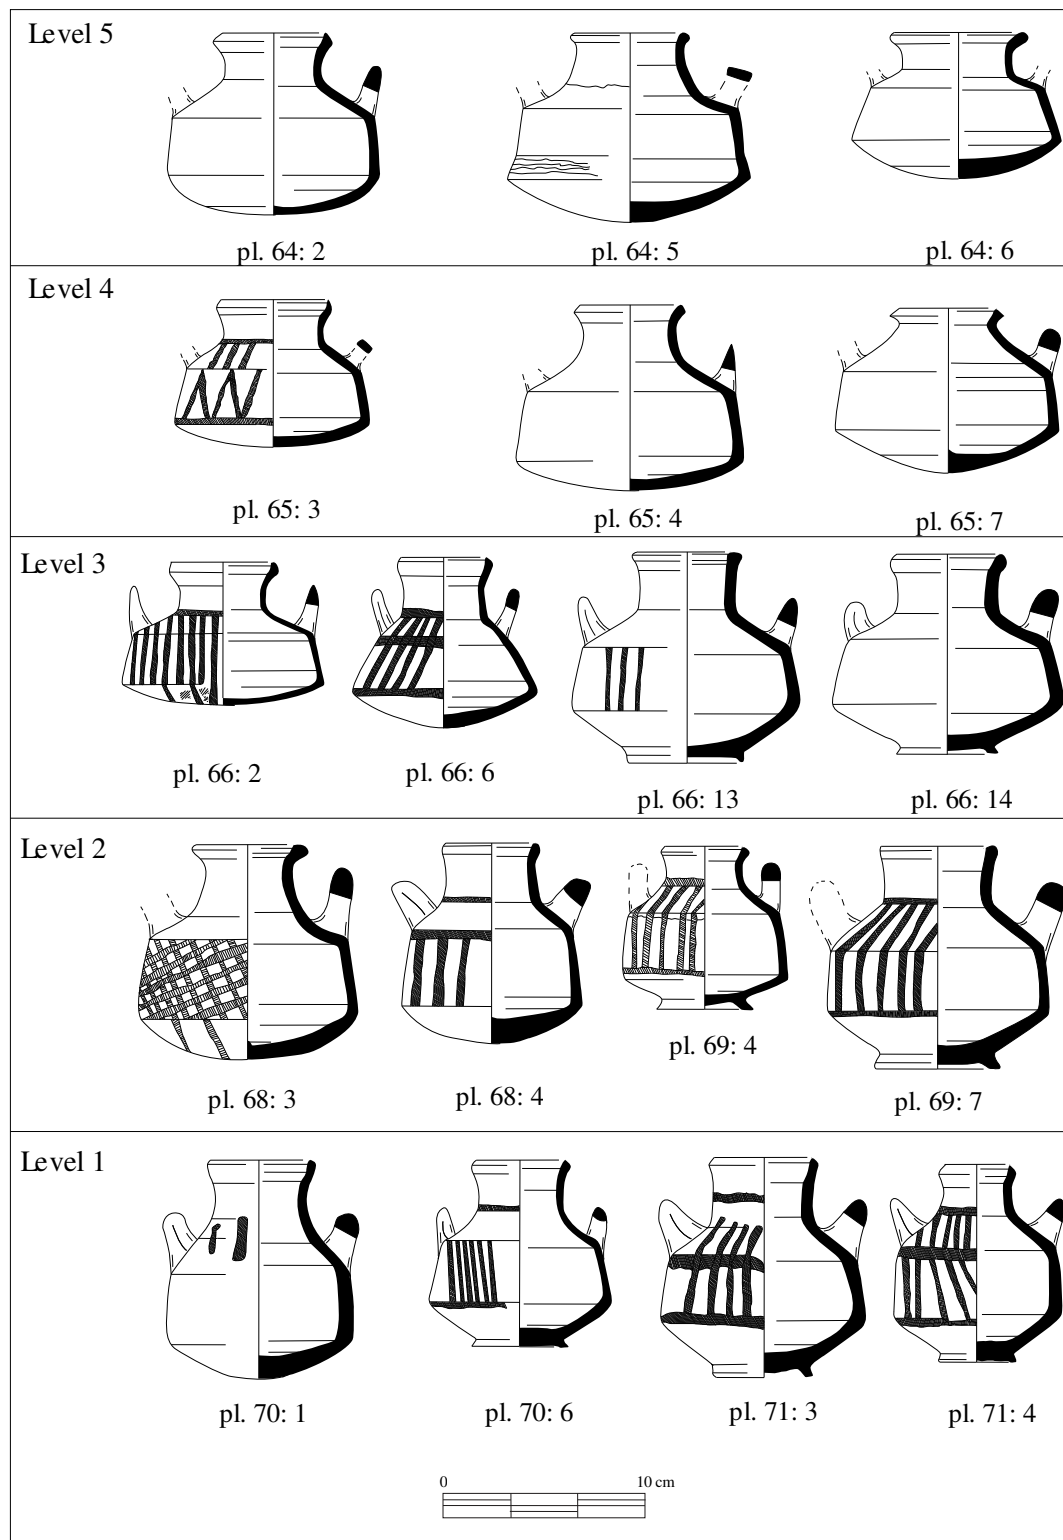 Level 5
pl. 64: 2
pl. 64: 5
pl. 64: 6
Level 4
pl. 65: 3
pl. 65: 4
pl. 65: 7
Level 3
pl. 66: 2
pl. 66: 6
pl. 66: 13
pl. 66: 14
Level 2
pl. 68: 3
pl. 68: 4
pl. 69: 4
pl. 69: 7
Level 1
pl. 70: 1
pl. 70: 6
pl. 71: 3
pl. 71: 4
0 10 cm